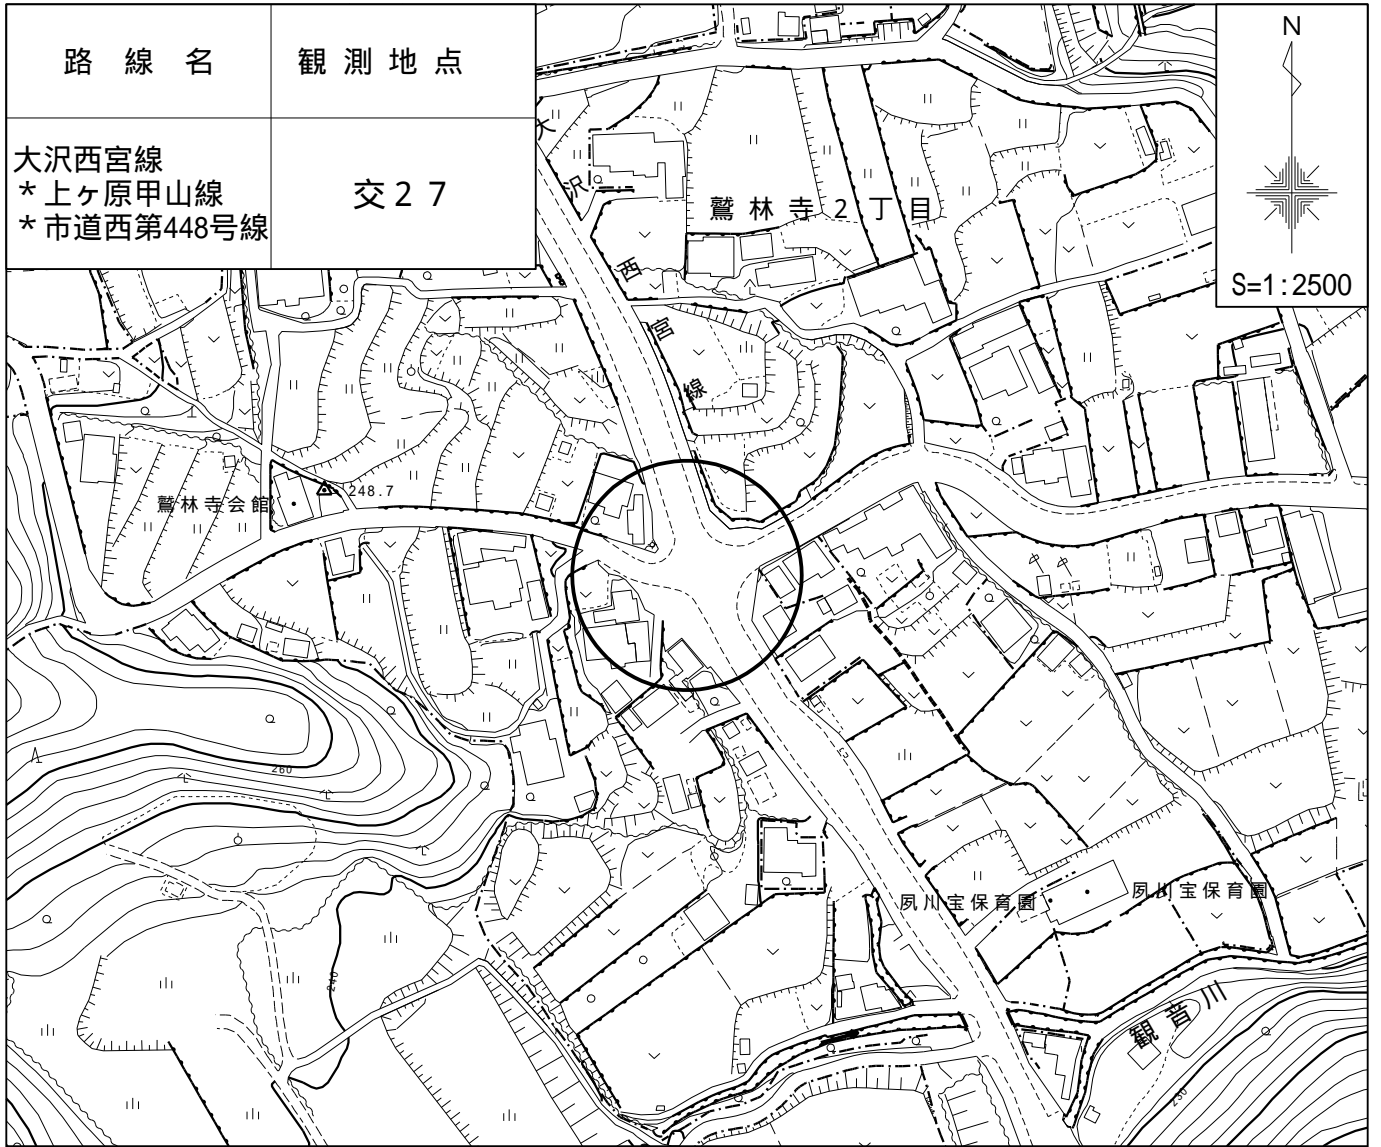 路線名
観測地点
大沢西宮線
*上ヶ原甲山線
*市道西第448号線
交27
N
S=1:2500
大沢西宮線
鷲林寺2丁目
鷲林寺会館
248.7
260
240
夙川宝保育園
夙川宝保育園
観音川
230